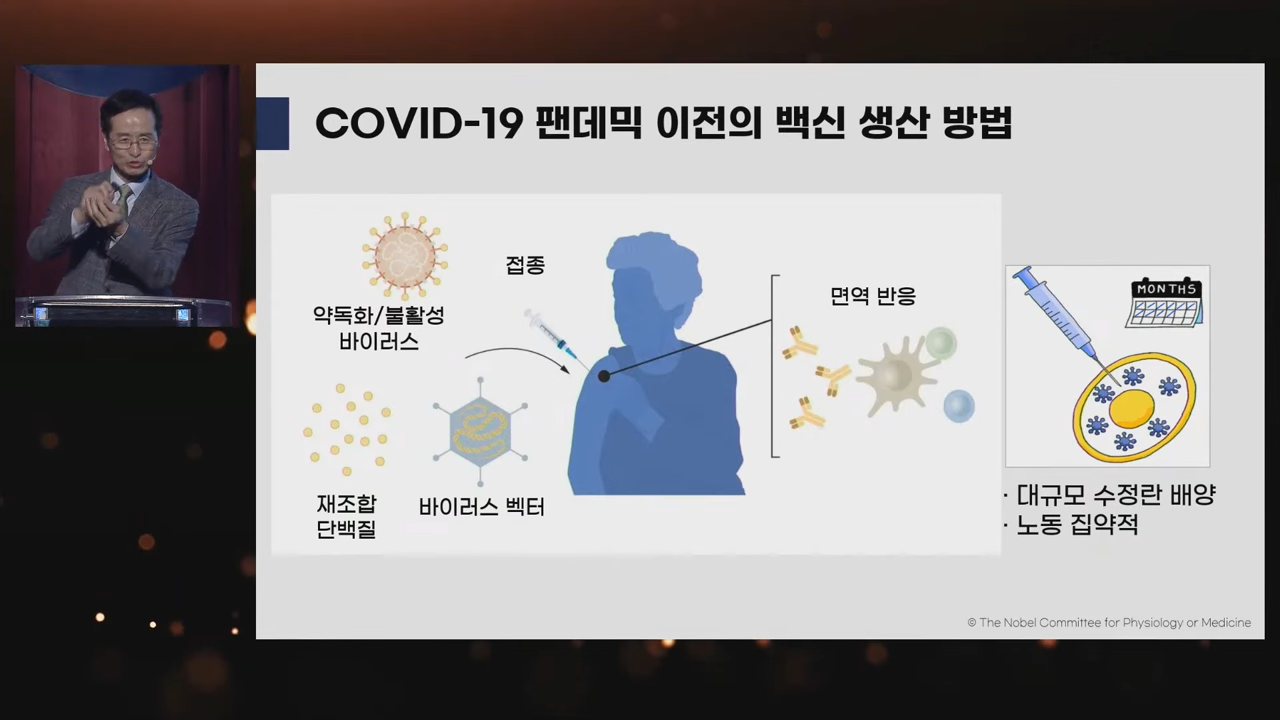 COVID-19 팬데믹 이전의 백신 생산 방법
약독화/불활성
바이러스
접종
면역 반응
MONTHS
재조합
단백질
바이러스 벡터
· 대규모 수정란 배양
· 노동 집약적
© The Nobel Committee for Physiology or Medicine